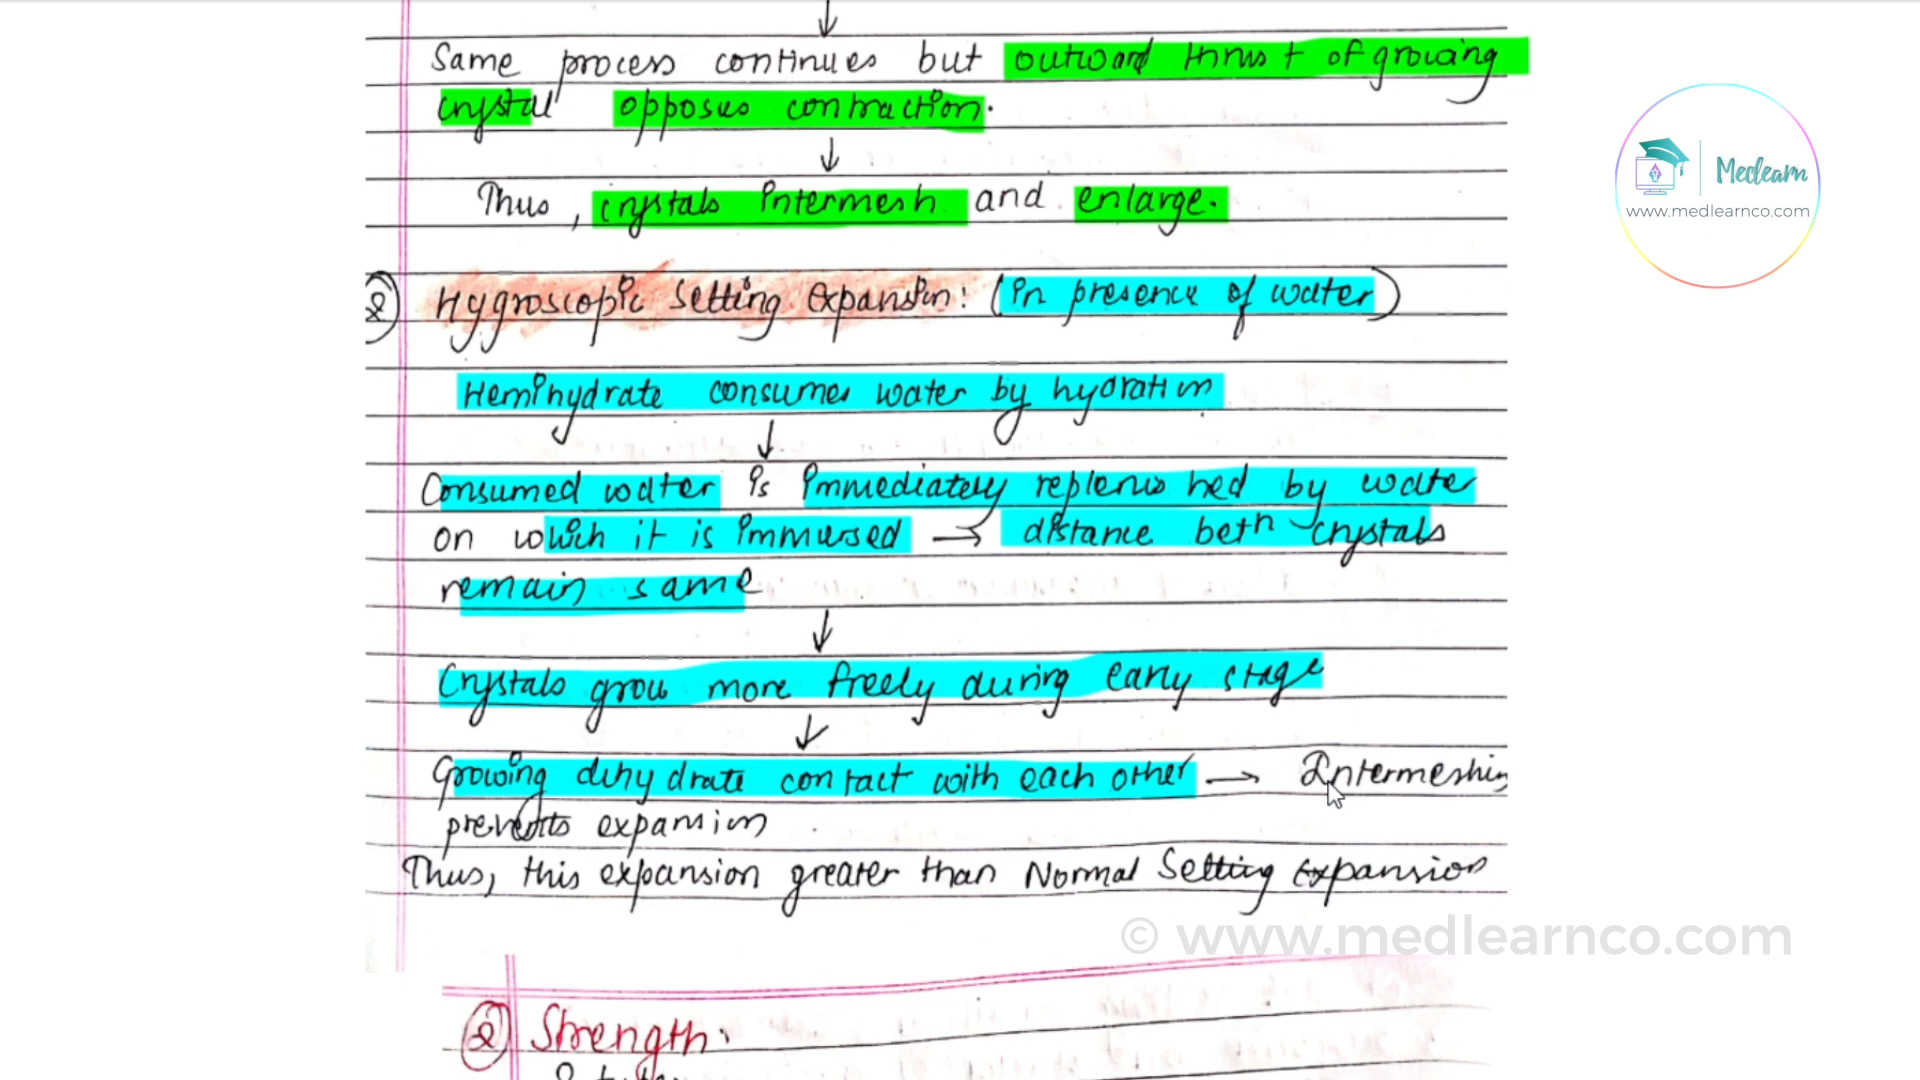 Same process continues but outward thrust of growing
crystal opposes contraction.
Thus, crystals intermesh and enlarge.
Medlearn
www.medlearnco.com
② Hygroscopic Setting Expansion: (in presence of water)
Hemihydrate consumes water by hydration
Consumed water is immediately replenished by water
on which it is immersed → distance betn crystals
remain same
Crystals grow more freely during early stage
Growing dihydrate contact with each other → Intermeshing
prevents expansion
Thus, this expansion greater than Normal Setting Expansion
© www.medlearnco.com
② Strength: